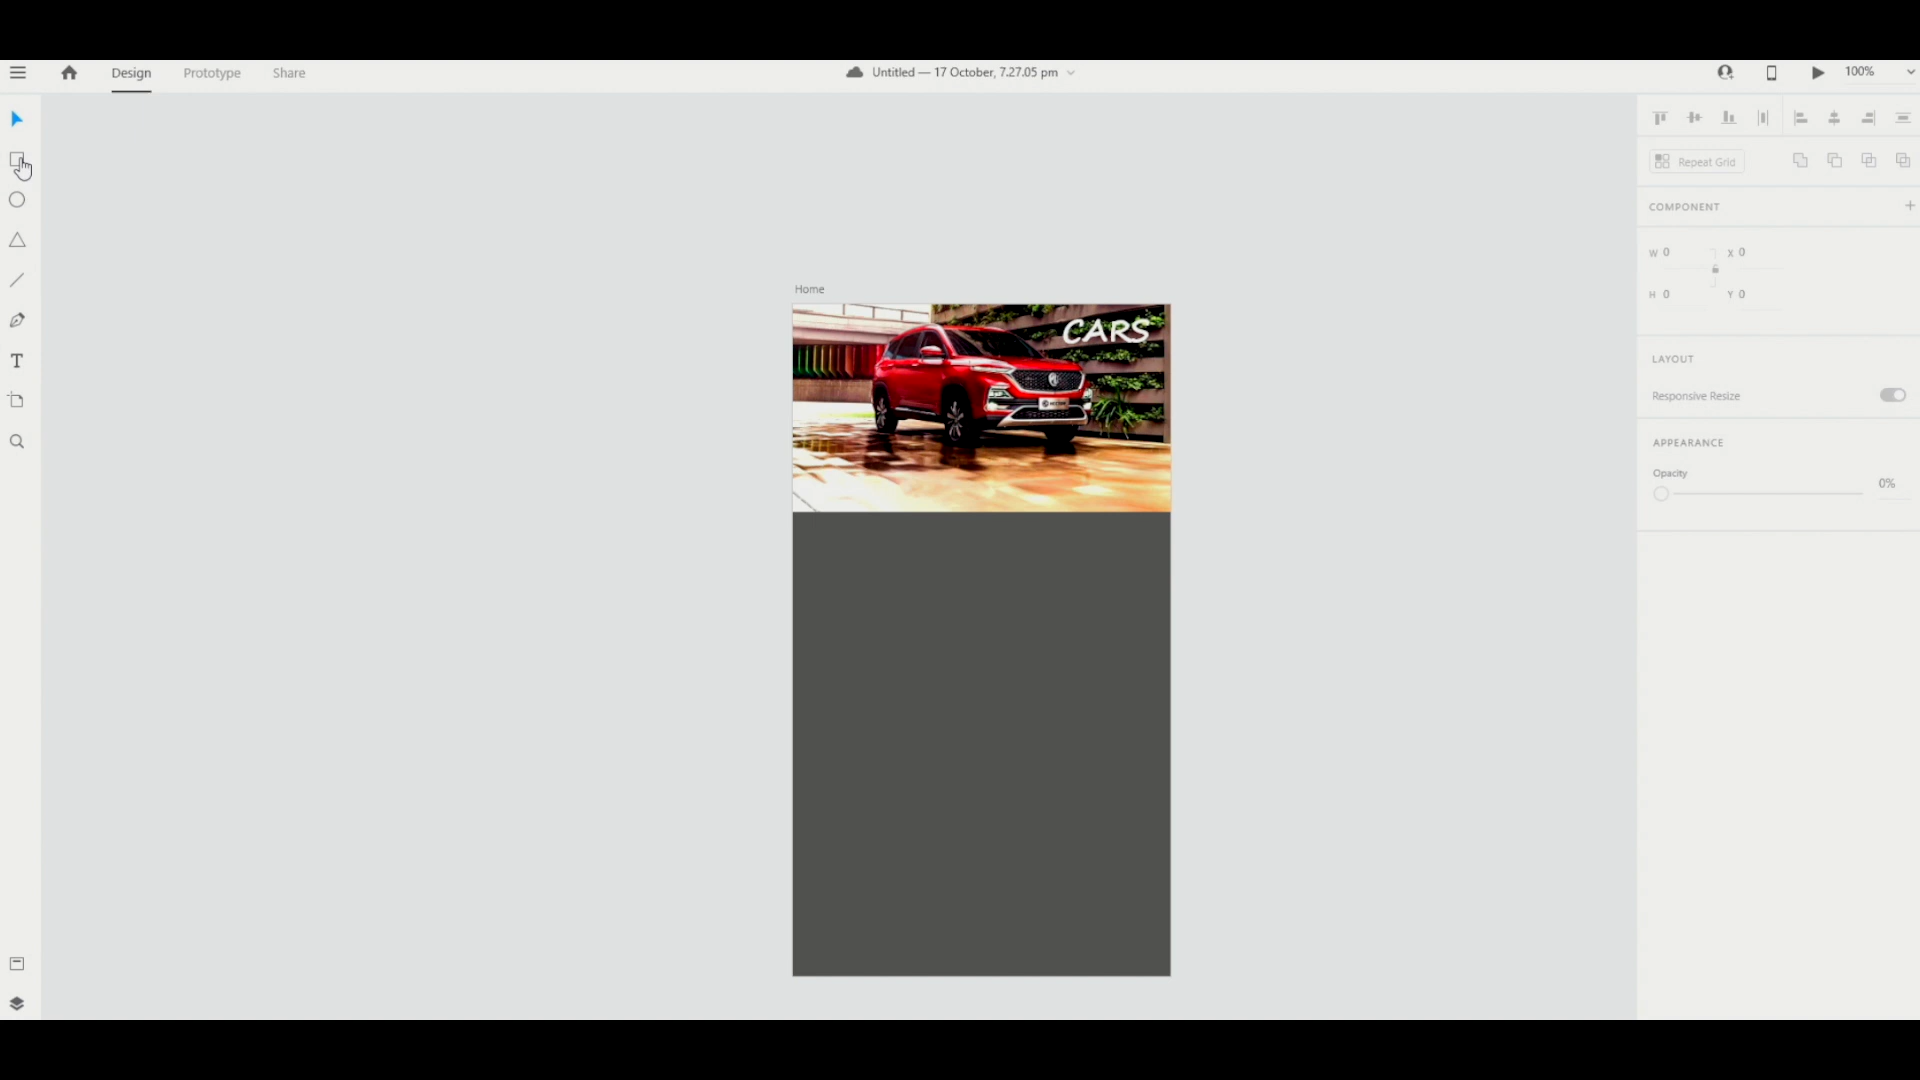 Design Prototype Share
Untitled — 17 October, 7.27.05 pm
100%
Repeat Grid
COMPONENT
W 0 X 0
H 0 Y 0
LAYOUT
Responsive Resize
APPEARANCE
Opacity
0%
T
Home
CARS